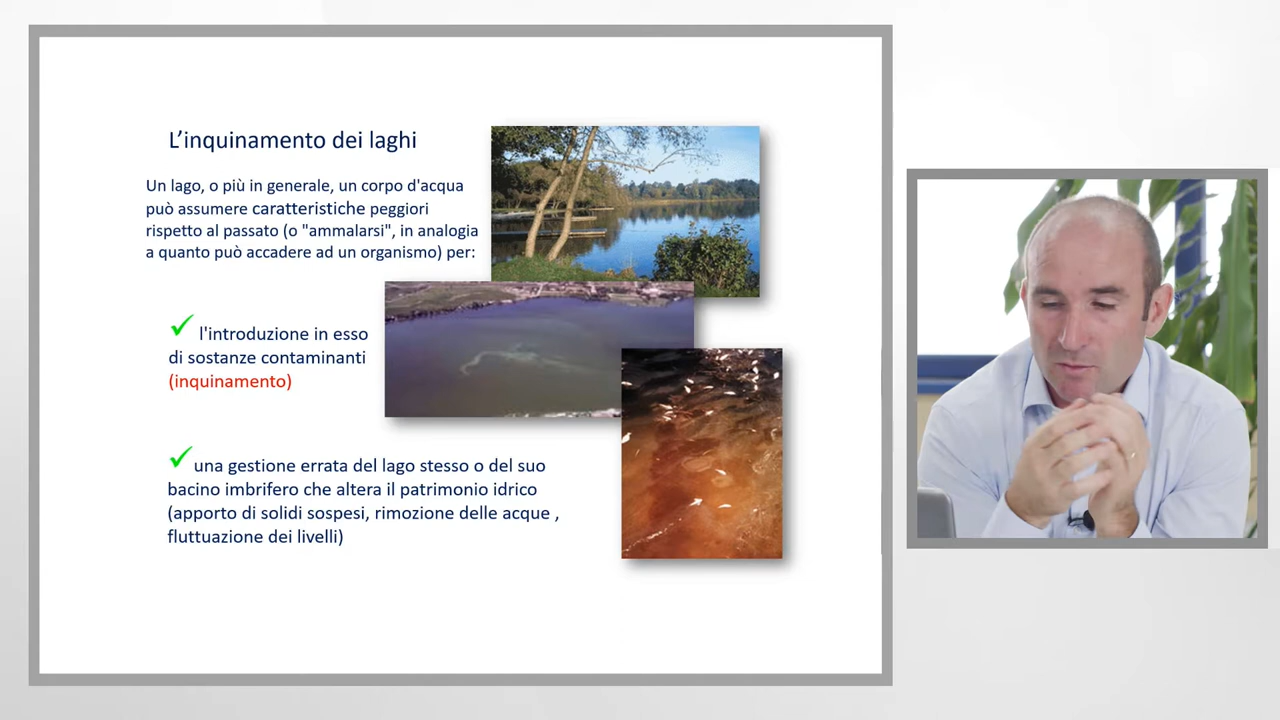 L'inquinamento dei laghi
Un lago, o più in generale, un corpo d'acqua
può assumere caratteristiche peggiori
rispetto al passato (o "ammalarsi", in analogia
a quanto può accadere ad un organismo) per:
l'introduzione in esso
di sostanze contaminanti
(inquinamento)
una gestione errata del lago stesso o del suo
bacino imbrifero che altera il patrimonio idrico
(apporto di solidi sospesi, rimozione delle acque ,
fluttuazione dei livelli)